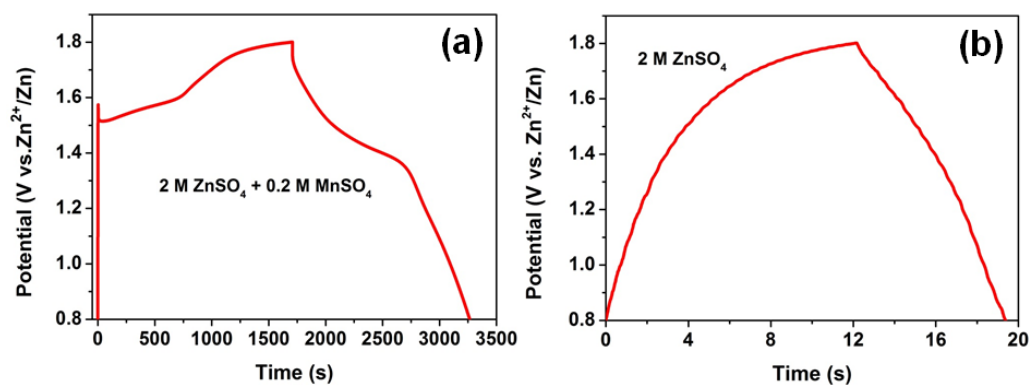 (a)
Potential (V vs.Zn²⁺/Zn)
1.8
1.6
1.4
1.2
1.0
0.8
2 M ZnSO₄ + 0.2 M MnSO₄
0 500 1000 1500 2000 2500 3000 3500
Time (s)
(b)
Potential (V vs. Zn²⁺/Zn)
1.8
1.6
1.4
1.2
1.0
0.8
2 M ZnSO₄
0 4 8 12 16 20
Time (s)